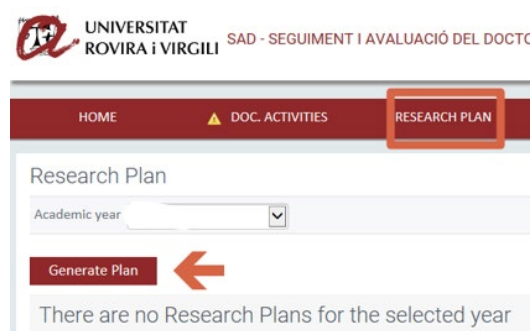 UNIVERSITAT
ROVIRA i VIRGILI
SAD - SEGUIMENT I AVALUACIÓ DEL DOCTO
HOME
DOC. ACTIVITIES
RESEARCH PLAN
Research Plan
Academic year
Generate Plan
There are no Research Plans for the selected year